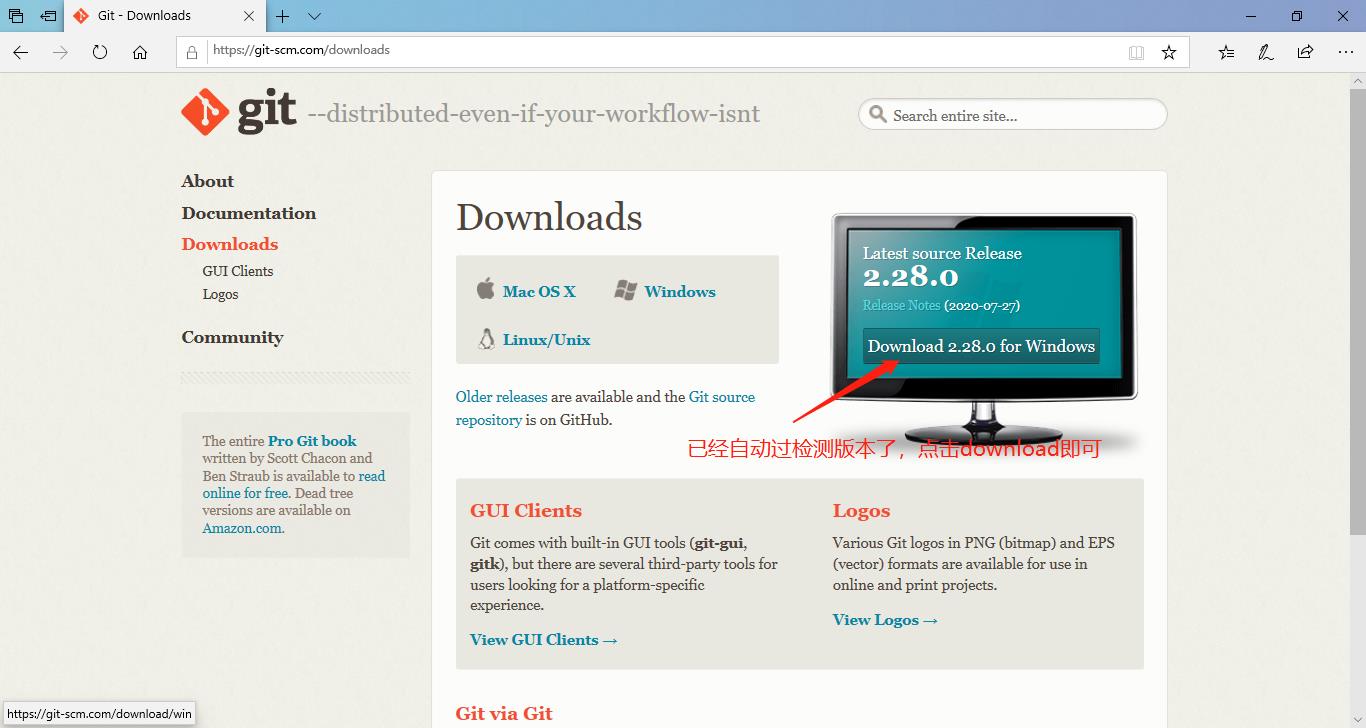 Git - Downloads
https://git-scm.com/downloads
git --distributed-even-if-your-workflow-isnt
Search entire site...
About
Documentation
Downloads
GUI Clients
Logos
Community
The entire Pro Git book
written by Scott Chacon and
Ben Straub is available to read
online for free. Dead tree
versions are available on
Amazon.com.
Downloads
Mac OS X
Windows
Linux/Unix
Older releases are available and the Git source
repository is on GitHub.
Latest source Release
2.28.0
Release Notes (2020-07-27)
Download 2.28.0 for Windows
已经自动过检测版本了，点击download即可
GUI Clients
Git comes with built-in GUI tools (git-gui,
gitk), but there are several third-party tools for
users looking for a platform-specific
experience.
View GUI Clients →
Logos
Various Git logos in PNG (bitmap) and EPS
(vector) formats are available for use in
online and print projects.
View Logos →
Git via Git
https://git-scm.com/download/win